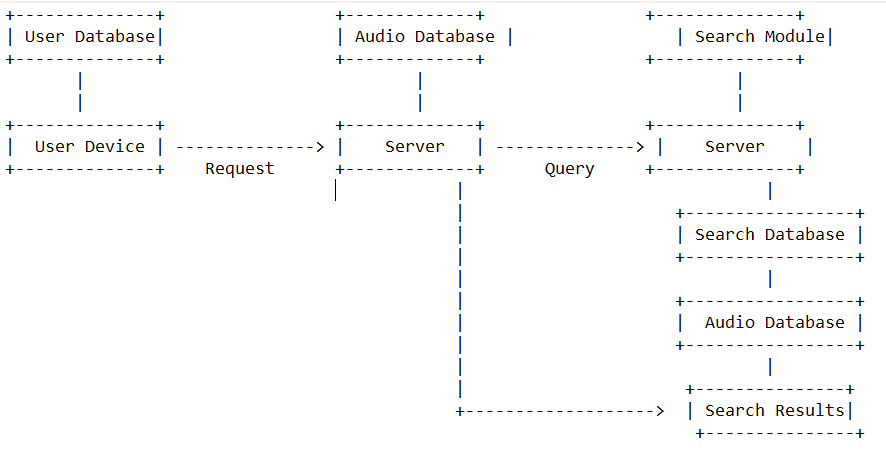 +--------------+ +-------------+ +--------------+
| User Database| | Audio Database | | Search Module|
+--------------+ +-------------+ +--------------+
| | |
| | |
+--------------+ +-------------+ +--------------+
| User Device | --------------> | Server | --------------> | Server |
+--------------+ Request +-------------+ Query +--------------+
| |
| +-----------------+
| | Search Database |
| +-----------------+
| |
| +-----------------+
| | Audio Database |
| +-----------------+
| |
| +---------------+
+-------------------> | Search Results|
+---------------+